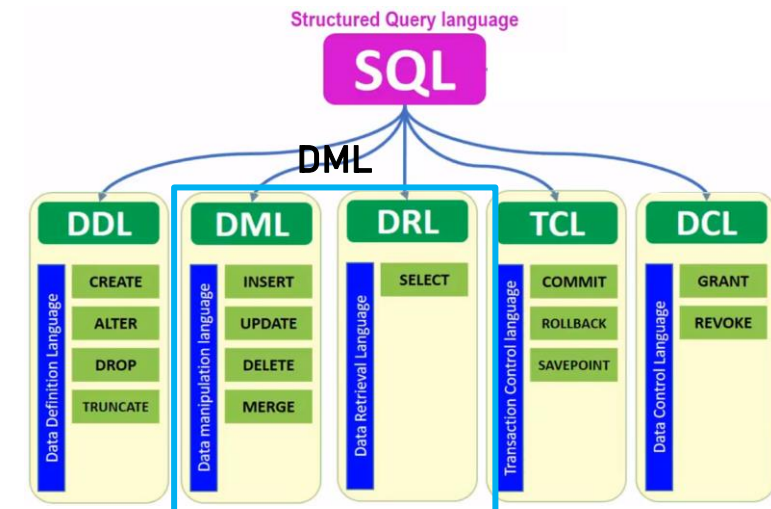 Structured Query language
SQL
DML
DDL
Data Definition Language
CREATE
ALTER
DROP
TRUNCATE
DML
Data manipulation language
INSERT
UPDATE
DELETE
MERGE
DRL
Data Retrieval Language
SELECT
TCL
Transaction Control language
COMMIT
ROLLBACK
SAVEPOINT
DCL
Data Control Language
GRANT
REVOKE